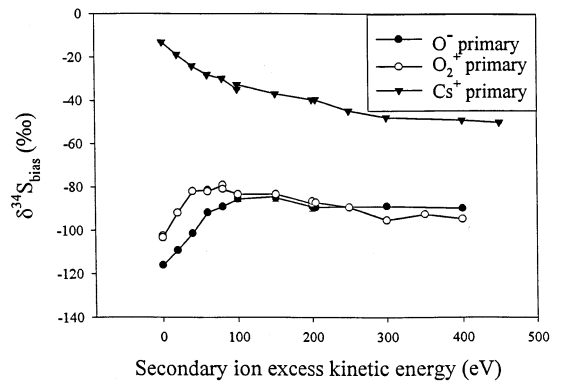 0
-20
-40
-60
-80
-100
-120
-140
δ³⁴S_bias (‰)
O⁻ primary
O₂⁺ primary
Cs⁺ primary
0 100 200 300 400 500
Secondary ion excess kinetic energy (eV)